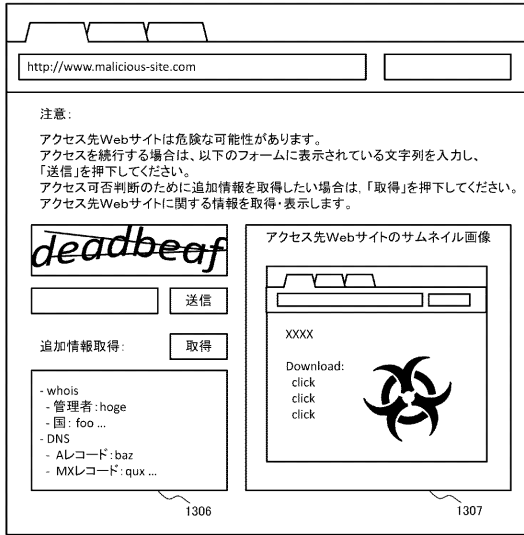 http://www.malicious-site.com
注意:
アクセス先Webサイトは危険な可能性があります。
アクセスを続行する場合は、以下のフォームに表示されている文字列を入力し、
「送信」を押下してください。
アクセス可否判断のために追加情報を取得したい場合は,「取得」を押下してください。
アクセス先Webサイトに関する情報を取得・表示します。
deadbeaf
送信
追加情報取得:
取得
- whois
- 管理者:hoge
- 国: foo ...
- DNS
- Aレコード:baz
- MXレコード:qux ...
1306
アクセス先Webサイトのサムネイル画像
XXXX
Download:
click
click
click
1307